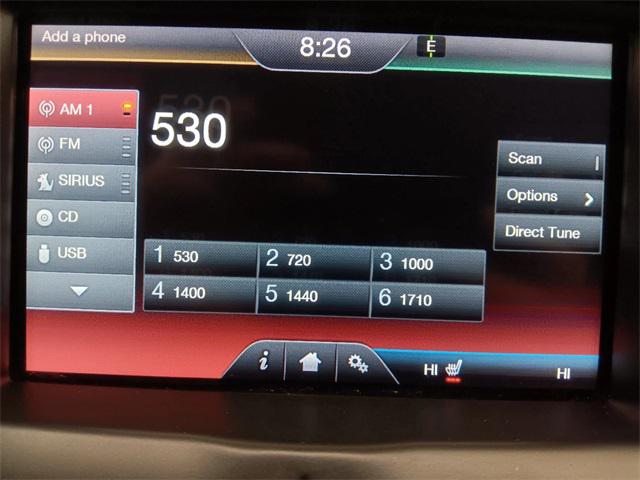 Add a phone
8:26
E
AM 1
530
FM
SIRIUS
CD
USB
Scan
Options
Direct Tune
1 530
2 720
3 1000
4 1400
5 1440
6 1710
i
HI
HI